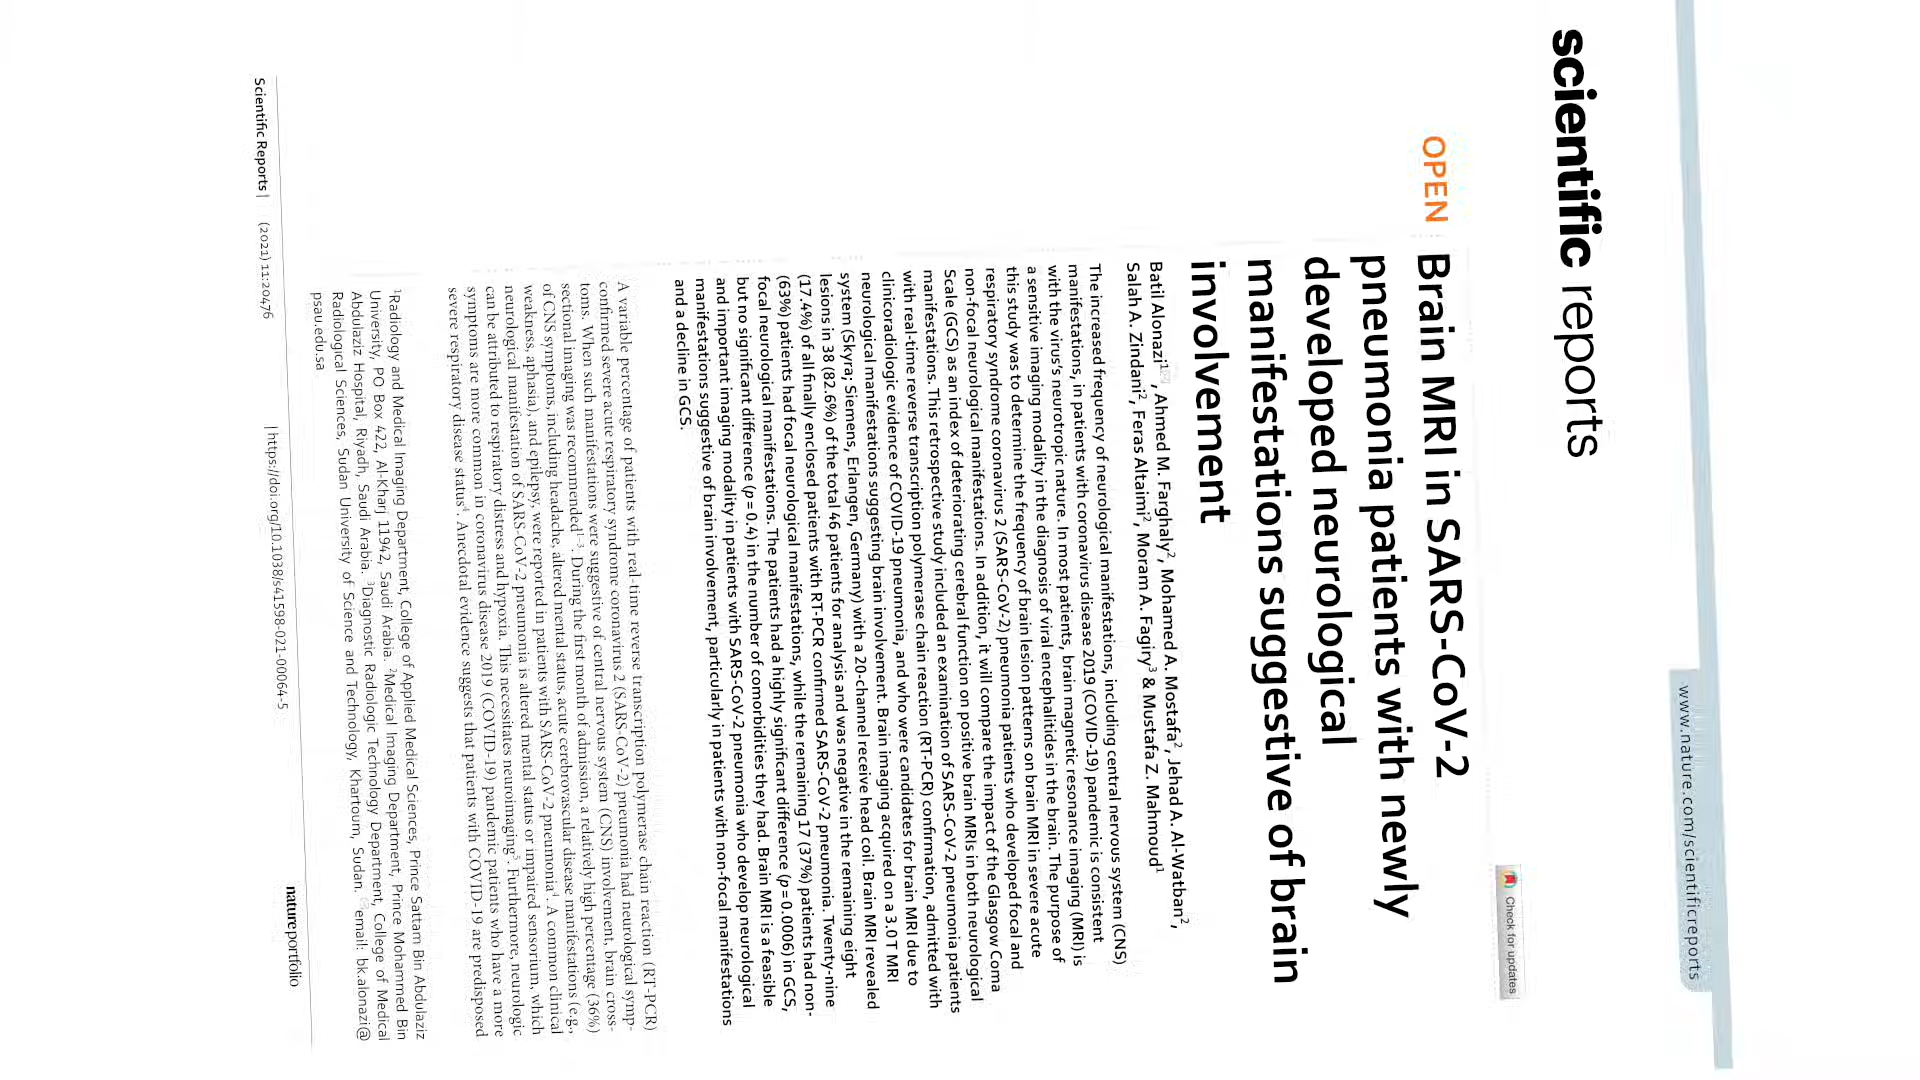 www.nature.com/scientificreports
scientific reports
Check for updates
OPEN
Brain MRI in SARS-CoV-2
pneumonia patients with newly
developed neurological
manifestations suggestive of brain
involvement
Batil Alonazi¹✉, Ahmed M. Farghaly², Mohamed A. Mostafa², Jehad A. Al-Watban²,
Salah A. Zindani², Feras Altaimi², Moram A. Fagiry³ & Mustafa Z. Mahmoud¹
The increased frequency of neurological manifestations, including central nervous system (CNS)
manifestations, in patients with coronavirus disease 2019 (COVID-19) pandemic is consistent
with the virus's neurotropic nature. In most patients, brain magnetic resonance imaging (MRI) is
a sensitive imaging modality in the diagnosis of viral encephalitides in the brain. The purpose of
this study was to determine the frequency of brain lesion patterns on brain MRI in severe acute
respiratory syndrome coronavirus 2 (SARS-CoV-2) pneumonia patients who developed focal and
non-focal neurological manifestations. In addition, it will compare the impact of the Glasgow Coma
Scale (GCS) as an index of deteriorating cerebral function on positive brain MRIs in both neurological
manifestations. This retrospective study included an examination of SARS-CoV-2 pneumonia patients
with real-time reverse transcription polymerase chain reaction (RT-PCR) confirmation, admitted with
clinicoradiologic evidence of COVID-19 pneumonia, and who were candidates for brain MRI due to
neurological manifestations suggesting brain involvement. Brain imaging acquired on a 3.0 T MRI
system (Skyra; Siemens, Erlangen, Germany) with a 20-channel receive head coil. Brain MRI revealed
lesions in 38 (82.6%) of the total 46 patients for analysis and was negative in the remaining eight
(17.4%) of all finally enclosed patients with RT-PCR confirmed SARS-CoV-2 pneumonia. Twenty-nine
(63%) patients had focal neurological manifestations, while the remaining 17 (37%) patients had non-
focal neurological manifestations. The patients had a highly significant difference (p = 0.0006) in GCS,
but no significant difference (p = 0.4) in the number of comorbidities they had. Brain MRI is a feasible
and important imaging modality in patients with SARS-CoV-2 pneumonia who develop neurological
manifestations suggestive of brain involvement, particularly in patients with non-focal manifestations
and a decline in GCS.
A variable percentage of patients with real-time reverse transcription polymerase chain reaction (RT-PCR)
confirmed severe acute respiratory syndrome coronavirus 2 (SARS-CoV-2) pneumonia had neurological symp-
toms. When such manifestations were suggestive of central nervous system (CNS) involvement, brain cross-
sectional imaging was recommended¹⁻³. During the first month of admission, a relatively high percentage (36%)
of CNS symptoms, including headache, altered mental status, acute cerebrovascular disease manifestations (e.g.,
weakness, aphasia), and epilepsy, were reported in patients with SARS-CoV-2 pneumonia⁴. A common clinical
neurological manifestation of SARS-CoV-2 pneumonia is altered mental status or impaired sensorium, which
can be attributed to respiratory distress and hypoxia. This necessitates neuroimaging⁵. Furthermore, neurologic
symptoms are more common in coronavirus disease 2019 (COVID-19) pandemic patients who have a more
severe respiratory disease status⁴. Anecdotal evidence suggests that patients with COVID-19 are predisposed
¹Radiology and Medical Imaging Department, College of Applied Medical Sciences, Prince Sattam Bin Abdulaziz
University, PO Box 422, Al-Kharj 11942, Saudi Arabia. ²Medical Imaging Department, Prince Mohammed Bin
Abdulaziz Hospital, Riyadh, Saudi Arabia. ³Diagnostic Radiologic Technology Department, College of Medical
Radiological Sciences, Sudan University of Science and Technology, Khartoum, Sudan. ✉email: bk.alonazi@
psau.edu.sa
Scientific Reports | (2021) 11:20476 | https://doi.org/10.1038/s41598-021-00064-5 natureportfolio